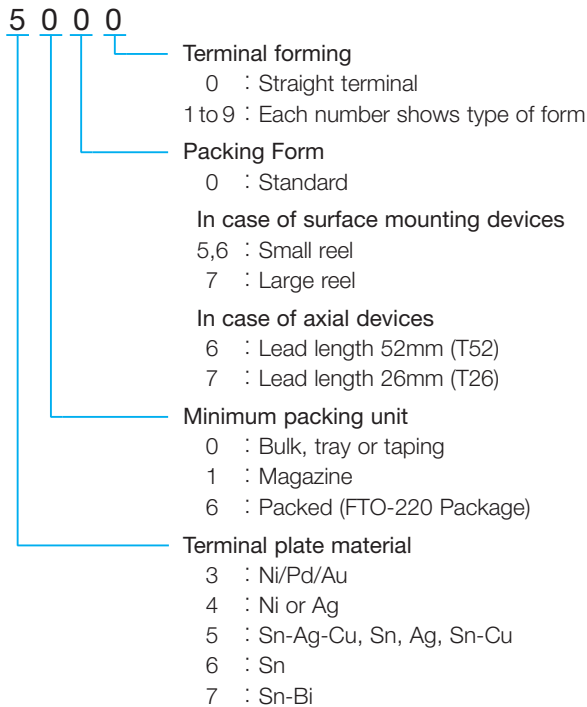 5 0 0 0
Terminal forming
0 : Straight terminal
1 to 9 : Each number shows type of form
Packing Form
0 : Standard
In case of surface mounting devices
5,6 : Small reel
7 : Large reel
In case of axial devices
6 : Lead length 52mm (T52)
7 : Lead length 26mm (T26)
Minimum packing unit
0 : Bulk, tray or taping
1 : Magazine
6 : Packed (FTO-220 Package)
Terminal plate material
3 : Ni/Pd/Au
4 : Ni or Ag
5 : Sn-Ag-Cu, Sn, Ag, Sn-Cu
6 : Sn
7 : Sn-Bi